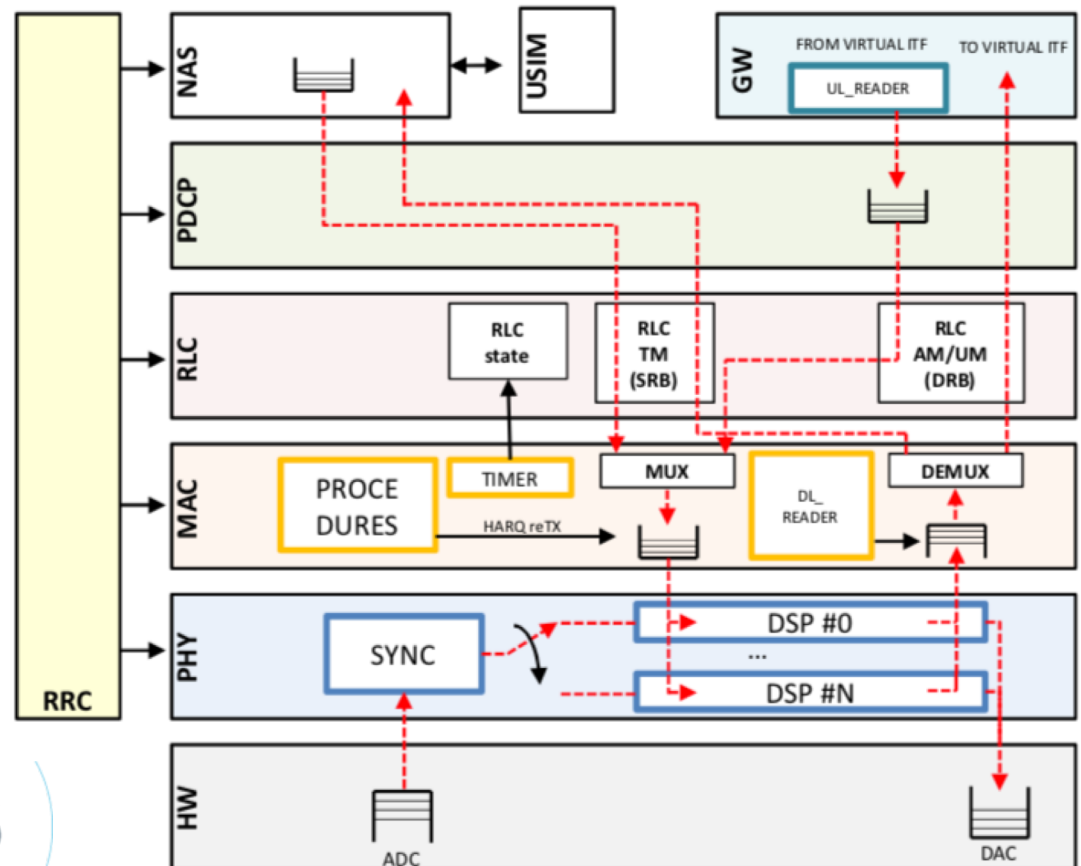 NAS
USIM
GW
FROM VIRTUAL ITF
TO VIRTUAL ITF
UL_READER
PDCP
RLC
RLC
state
RLC
TM
(SRB)
RLC
AM/UM
(DRB)
MAC
PROCE
DURES
TIMER
HARQ reTX
MUX
DL_
READER
DEMUX
PHY
SYNC
DSP #0
...
DSP #N
RRC
HW
ADC
DAC